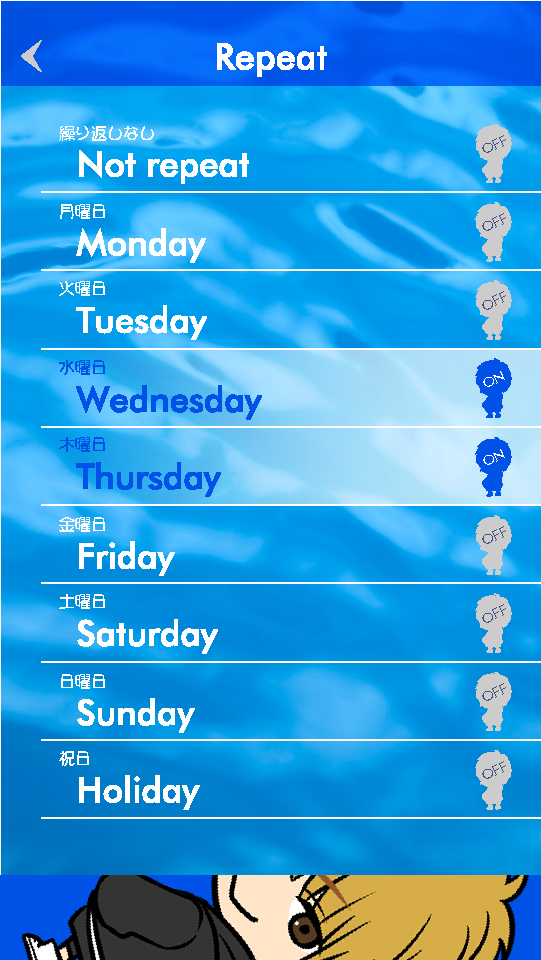 Repeat
繰り返しない
Not repeat
OFF
月曜日
Monday
OFF
火曜日
Tuesday
OFF
水曜日
Wednesday
ON
木曜日
Thursday
ON
金曜日
Friday
OFF
土曜日
Saturday
OFF
日曜日
Sunday
OFF
祝日
Holiday
OFF